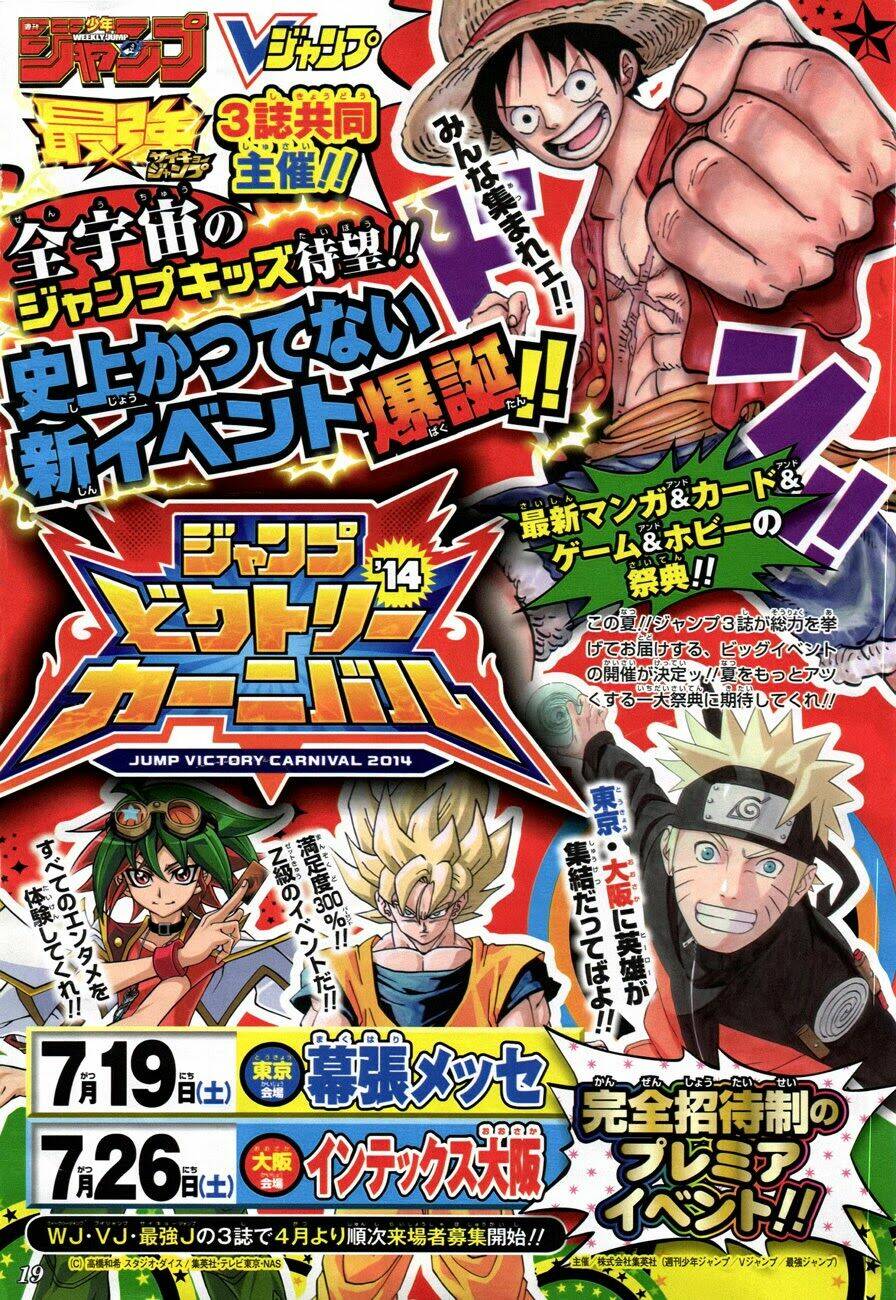 週刊少年
WEEKLY JUMP
ジャンプ
Vジャンプ
最強
サイキョー
ジャンプ
3誌共同
主催!!
みんな集まれェ!!
ドン!!
全宇宙の
ジャンプキッズ待望!!
史上かつてない
新イベント爆誕!!
最新マンガ&カード&
ゲーム&ホビーの
祭典!!
ジャンプ
'14
ビクトリー
カーニバル
JUMP VICTORY CARNIVAL 2014
この夏!!ジャンプ3誌が総力を挙
げてお届けする、ビッグイベント
の開催が決定ッ!!夏をもっとアツ
くする一大祭典に期待してくれ!!
すべてのエンタメを
体験してくれ!!
満足度300%!!
Z級のイベントだ!!
東京・大阪に英雄が
集結だってばよ!!
7月19日(土)
東京
会場
幕張メッセ
7月26日(土)
大阪
会場
インテックス大阪
完全招待制の
プレミア
イベント!!
WJ・VJ・最強Jの3誌で4月より順次来場者募集開始!!
19
(C)高橋和希 スタジオ・ダイス/集英社・テレビ東京・NAS
主催/株式会社集英社(週刊少年ジャンプ/Vジャンプ/最強ジャンプ)